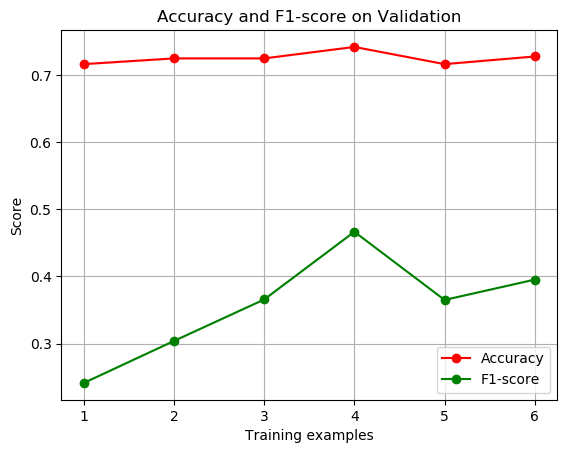 Accuracy and F1-score on Validation
Score
0.7
0.6
0.5
0.4
0.3
1 2 3 4 5 6
Training examples
Accuracy
F1-score